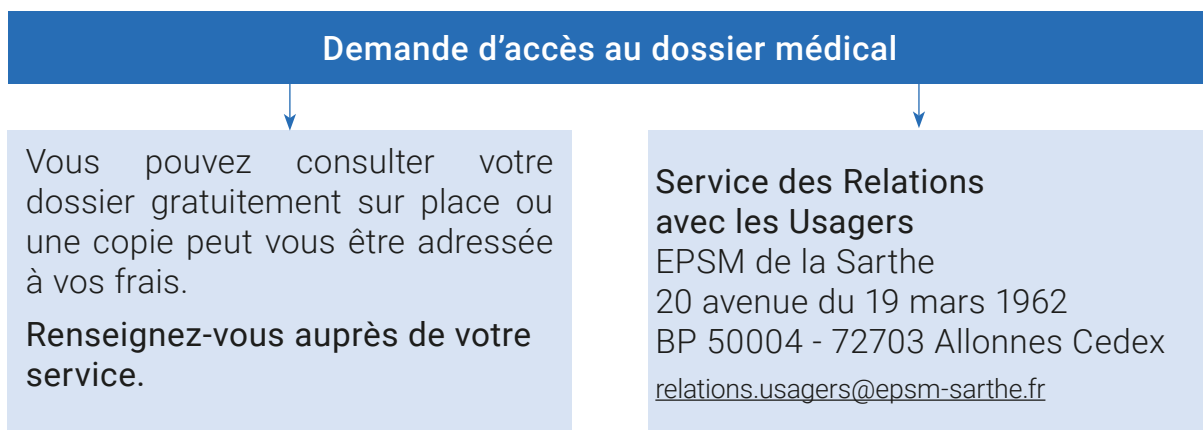 Demande d’accès au dossier médical
Vous pouvez consulter votre
dossier gratuitement sur place ou
une copie peut vous être adressée
à vos frais.
Renseignez-vous auprès de votre
service.
Service des Relations
avec les Usagers
EPSM de la Sarthe
20 avenue du 19 mars 1962
BP 50004 - 72703 Allonnes Cedex
relations.usagers@epsm-sarthe.fr